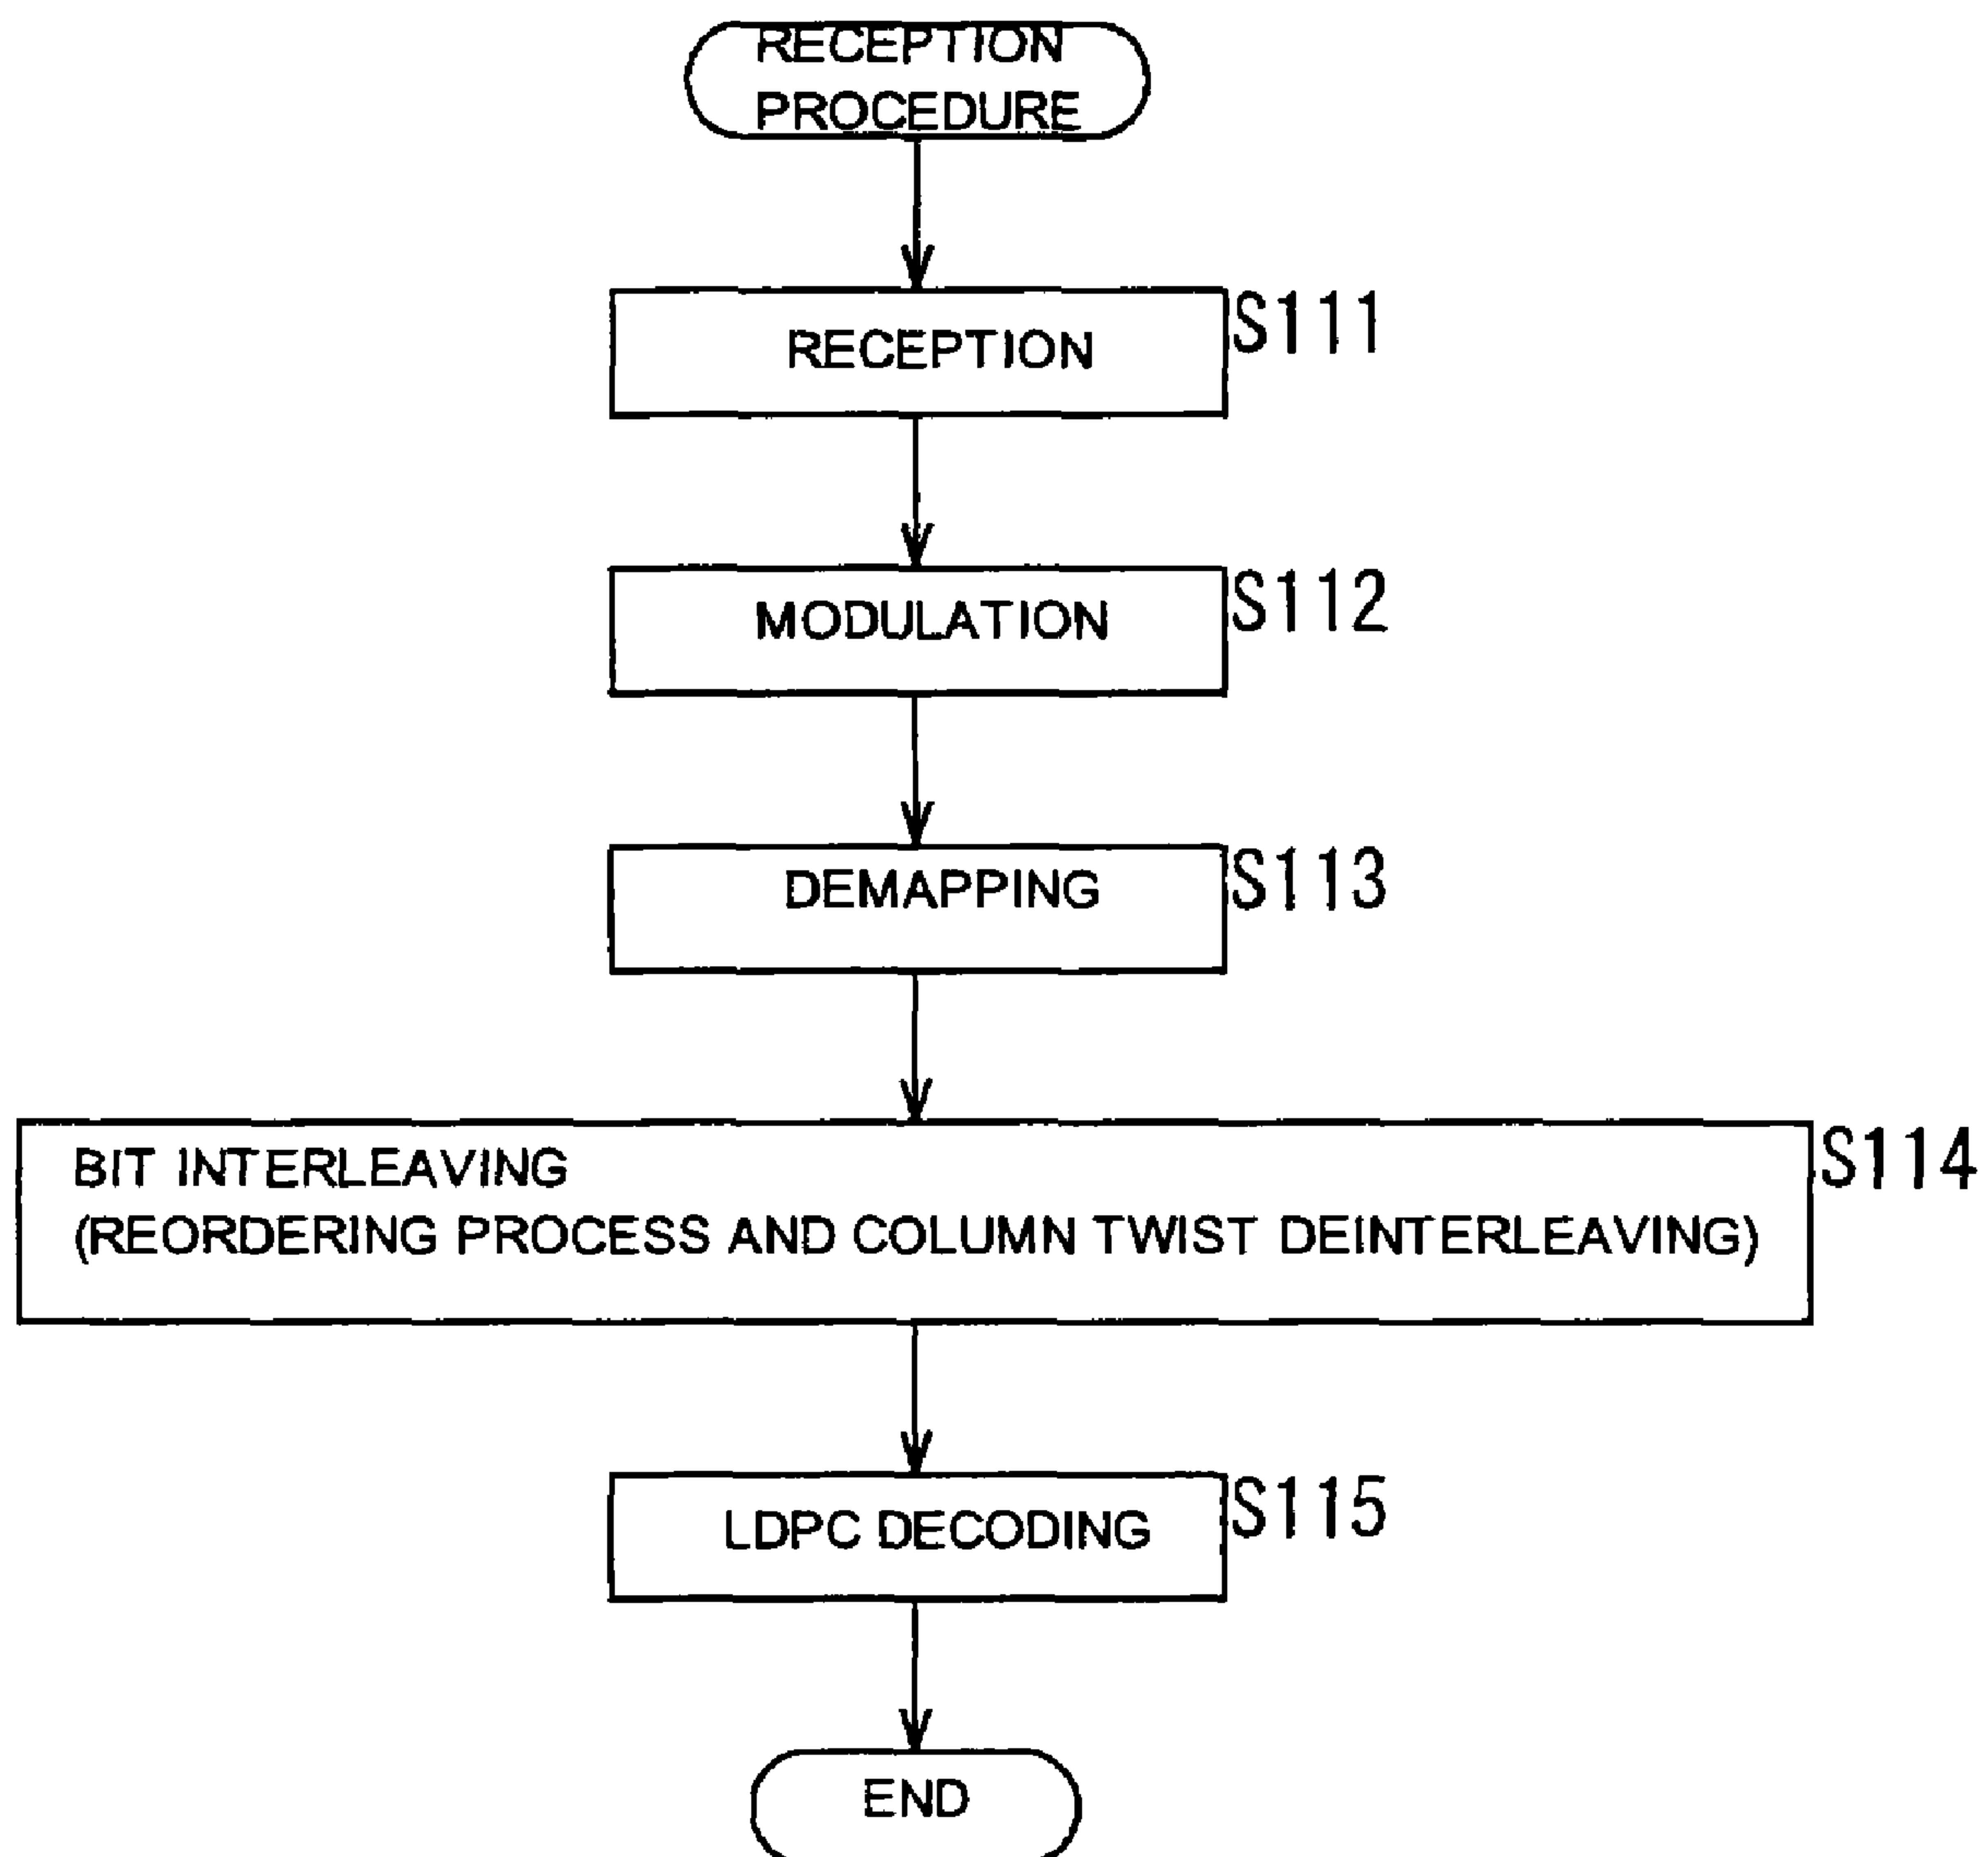 RECEPTION
PROCEDURE
RECEPTION
S111
MODULATION
S112
DEMAPPING
S113
BIT INTERLEAVING
S114
(REORDERING PROCESS AND COLUMN TWIST DEINTERLEAVING)
LDPC DECODING
S115
END